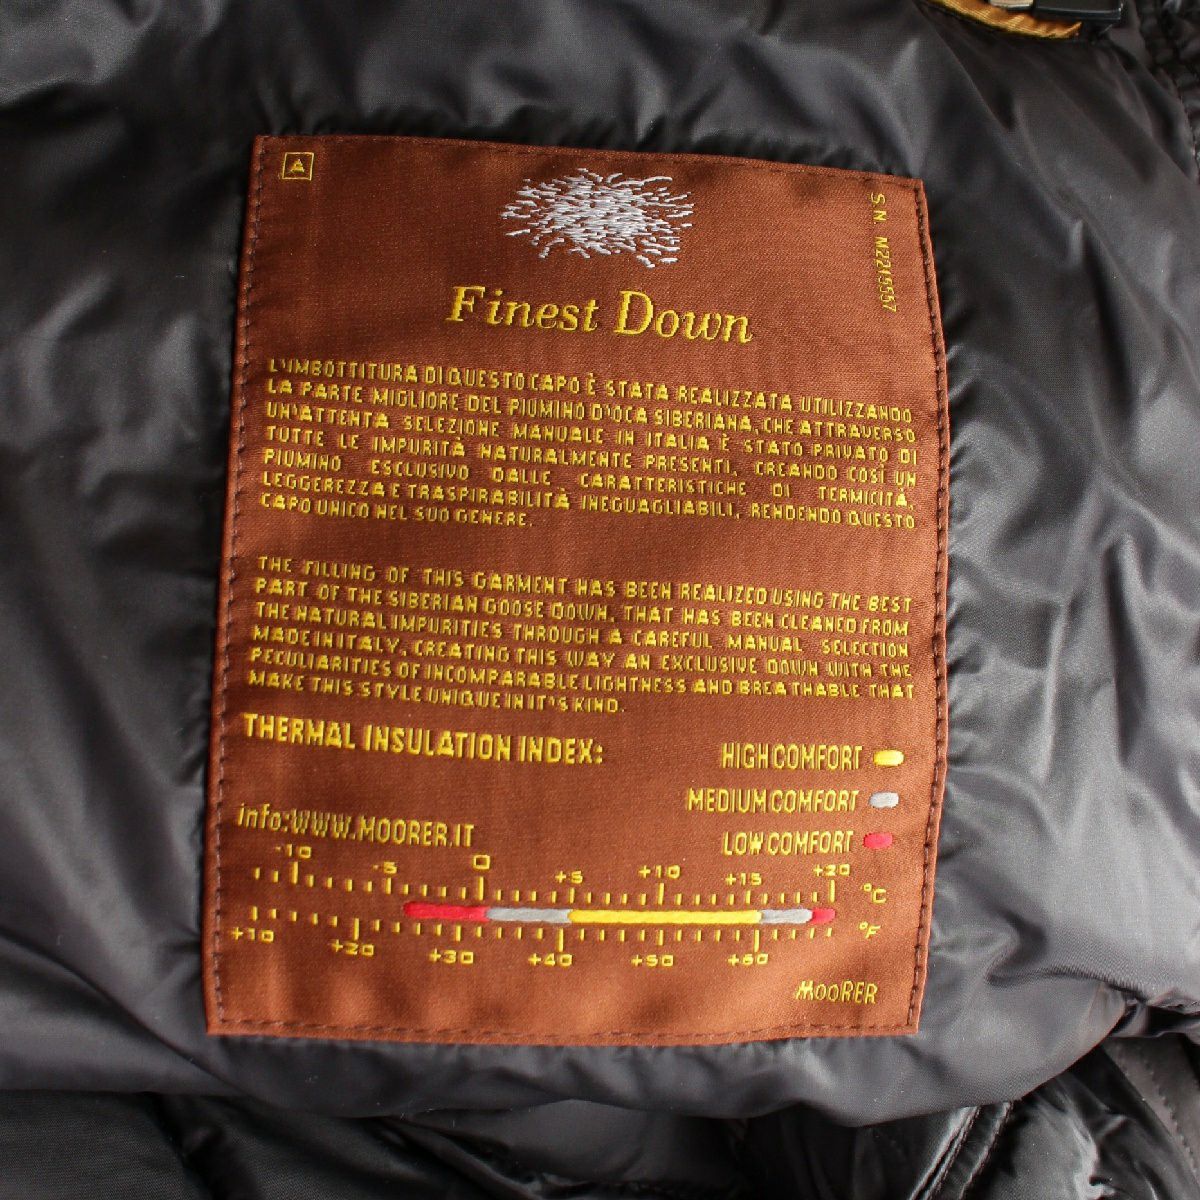 A
S.N. M2215557
Finest Down
L'IMBOTTITURA DI QUESTO CAPO È STATA REALIZZATA UTILIZZANDO
LA PARTE MIGLIORE DEL PIUMINO D'OCA SIBERIANA, CHE ATTRAVERSO
UN'ATTENTA SELEZIONE MANUALE IN ITALIA È STATO PRIVATO DI
TUTTE LE IMPURITÀ NATURALMENTE PRESENTI, CREANDO COSÌ UN
PIUMINO ESCLUSIVO DALLE CARATTERISTICHE DI TERMICITÀ,
LEGGEREZZA E TRASPIRABILITÀ INEGUAGLIABILI, RENDENDO QUESTO
CAPO UNICO NEL SUO GENERE.
THE FILLING OF THIS GARMENT HAS BEEN REALIZED USING THE BEST
PART OF THE SIBERIAN GOOSE DOWN, THAT HAS BEEN CLEANED FROM
THE NATURAL IMPURITIES THROUGH A CAREFUL MANUAL SELECTION
MADE IN ITALY, CREATING THIS WAY AN EXCLUSIVE DOWN WITH THE
PECULIARITIES OF INCOMPARABLE LIGHTNESS AND BREATHABLE THAT
MAKE THIS STYLE UNIQUE IN IT'S KIND.
THERMAL INSULATION INDEX:
HIGH COMFORT
MEDIUM COMFORT
LOW COMFORT
info:WWW.MOORER.IT
-10 -5 0 +5 +10 +15 +20 °C
+10 +20 +30 +40 +50 +60 °F
MooRER